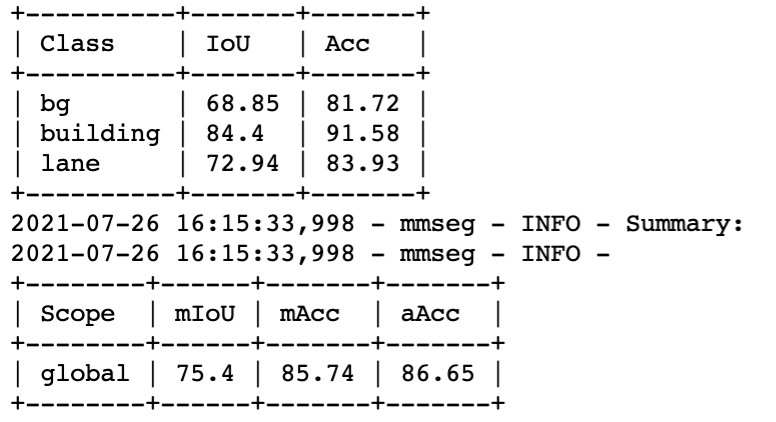 +----------+-------+-------+
| Class    | IoU   | Acc   |
+----------+-------+-------+
| bg       | 68.85 | 81.72 |
| building | 84.4  | 91.58 |
| lane     | 72.94 | 83.93 |
+----------+-------+-------+
2021-07-26 16:15:33,998 - mmseg - INFO - Summary:
2021-07-26 16:15:33,998 - mmseg - INFO -
+--------+------+-------+-------+
| Scope  | mIoU | mAcc  | aAcc  |
+--------+------+-------+-------+
| global | 75.4 | 85.74 | 86.65 |
+--------+------+-------+-------+